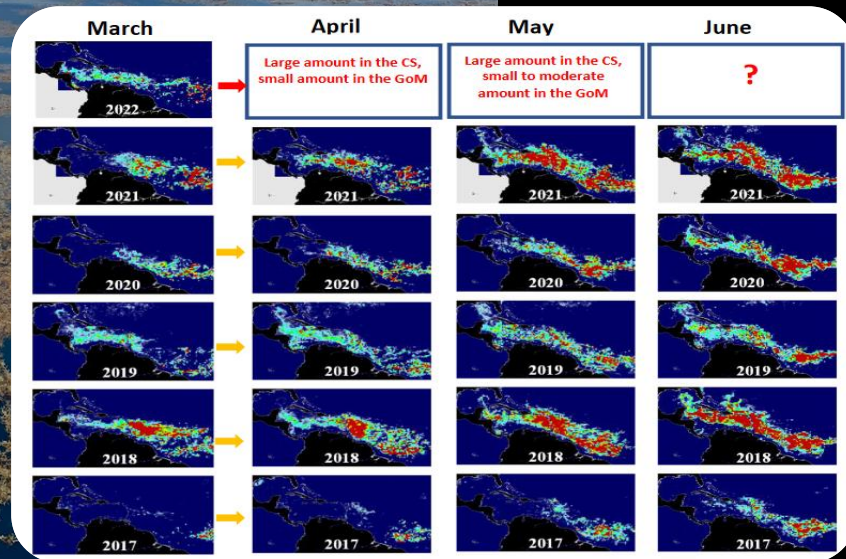 March April May June
2022
Large amount in the CS,
small amount in the GoM
Large amount in the CS,
small to moderate
amount in the GoM
?
2021 2021 2021 2021
2020 2020 2020 2020
2019 2019 2019 2019
2018 2018 2018 2018
2017 2017 2017 2017